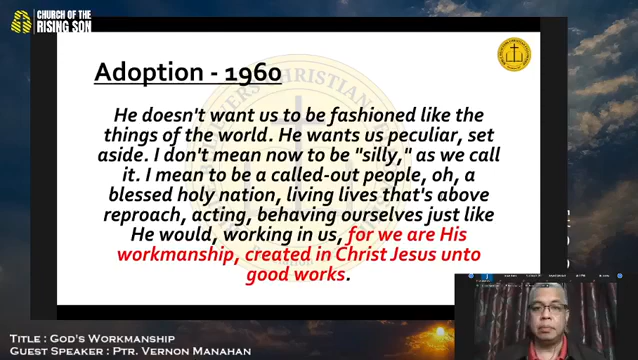 CHURCH OF THE
RISING SON
Adoption - 1960
He doesn't want us to be fashioned like the
things of the world. He wants us peculiar, set
aside. I don't mean now to be "silly," as we call
it. I mean to be a called-out people, oh, a
blessed holy nation, living lives that's above
reproach, acting, behaving ourselves just like
He would, working in us, for we are His
workmanship, created in Christ Jesus unto
good works.
Title : God's Workmanship
Guest Speaker : Ptr. Vernon Manahan